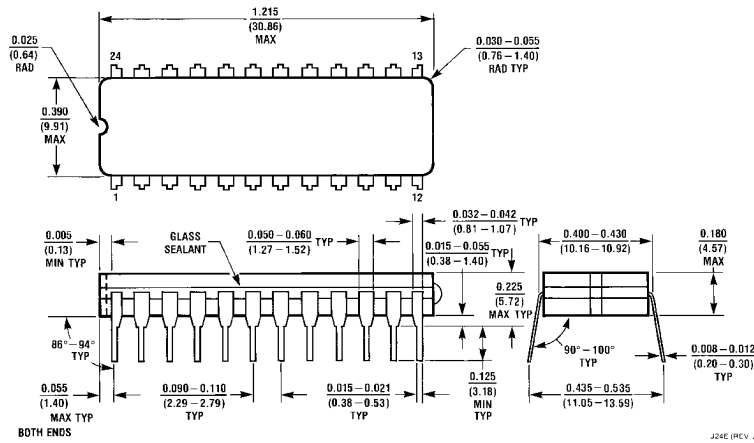 1.215
(30.86)
MAX
0.025
(0.64)
RAD
24
13
0.030 – 0.055
(0.76 – 1.40)
RAD TYP
0.390
(9.91)
MAX
1
12
0.005
(0.13)
MIN TYP
GLASS
SEALANT
0.050 – 0.060
(1.27 – 1.52)
TYP
0.032 – 0.042
(0.81 – 1.07)
TYP
0.015 – 0.055
(0.38 – 1.40)
TYP
0.400 – 0.430
(10.16 – 10.92)
0.180
(4.57)
MAX
0.225
(5.72)
MAX TYP
86° – 94°
TYP
90° – 100°
TYP
0.008 – 0.012
(0.20 – 0.30)
TYP
0.055
(1.40)
MAX TYP
BOTH ENDS
0.090 – 0.110
(2.29 – 2.79)
TYP
0.015 – 0.021
(0.38 – 0.53)
TYP
0.125
(3.18)
MIN
TYP
0.435 – 0.535
(11.05 – 13.59)
J24E (REV